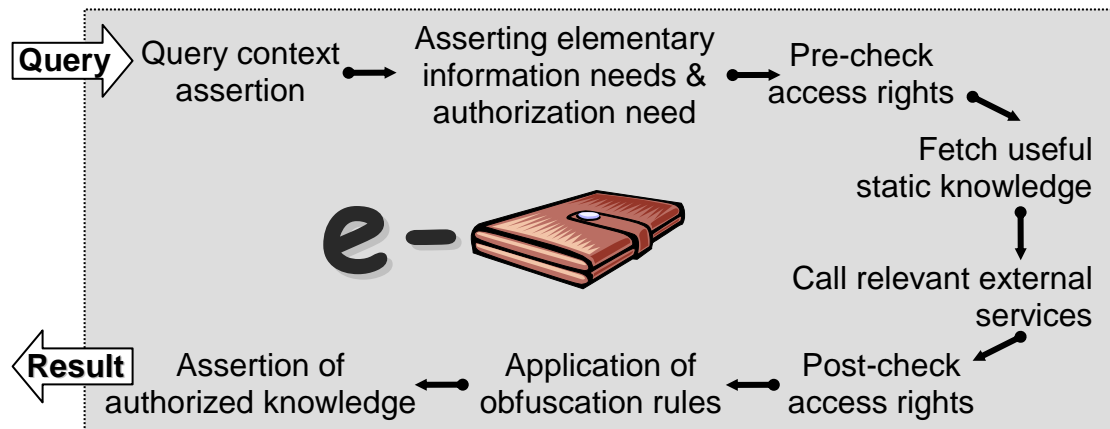 Query
Query context
assertion
Asserting elementary
information needs &
authorization need
Pre-check
access rights
Fetch useful
static knowledge
e-
Call relevant external
services
Post-check
access rights
Application of
obfuscation rules
Assertion of
authorized knowledge
Result